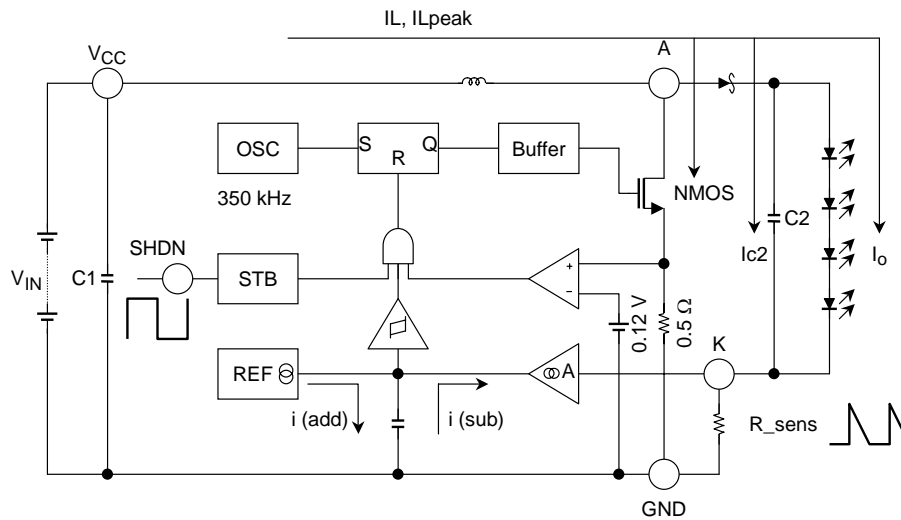 IL, ILpeak
VCC
A
OSC
S
R
Q
Buffer
350 kHz
NMOS
C2
Ic2
Io
SHDN
VIN
C1
STB
+
−
0.12 V
0.5 Ω
K
REF
A
i (add)
i (sub)
R_sens
GND